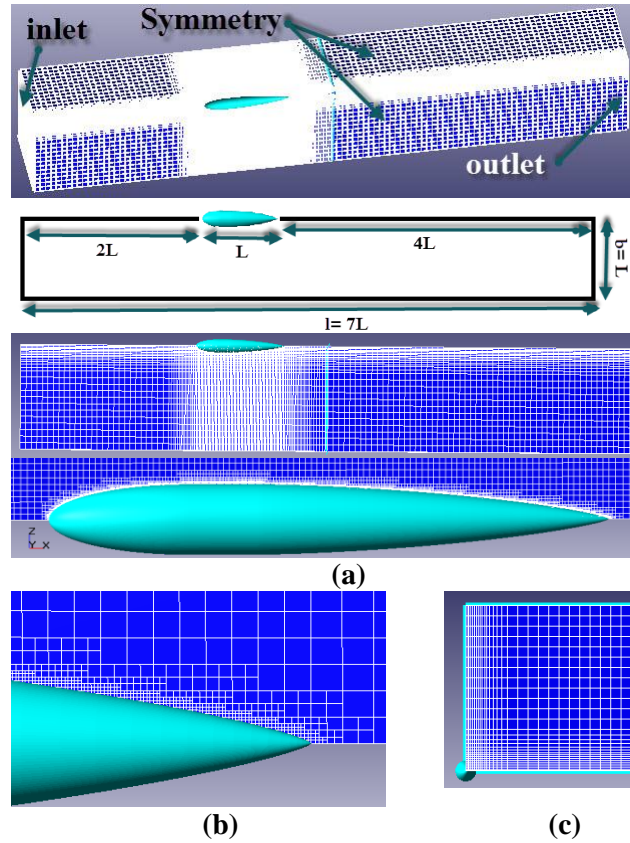 inlet
Symmetry
outlet
2L
L
4L
b= L
l= 7L
Z
Y X
(a)
(b)
(c)